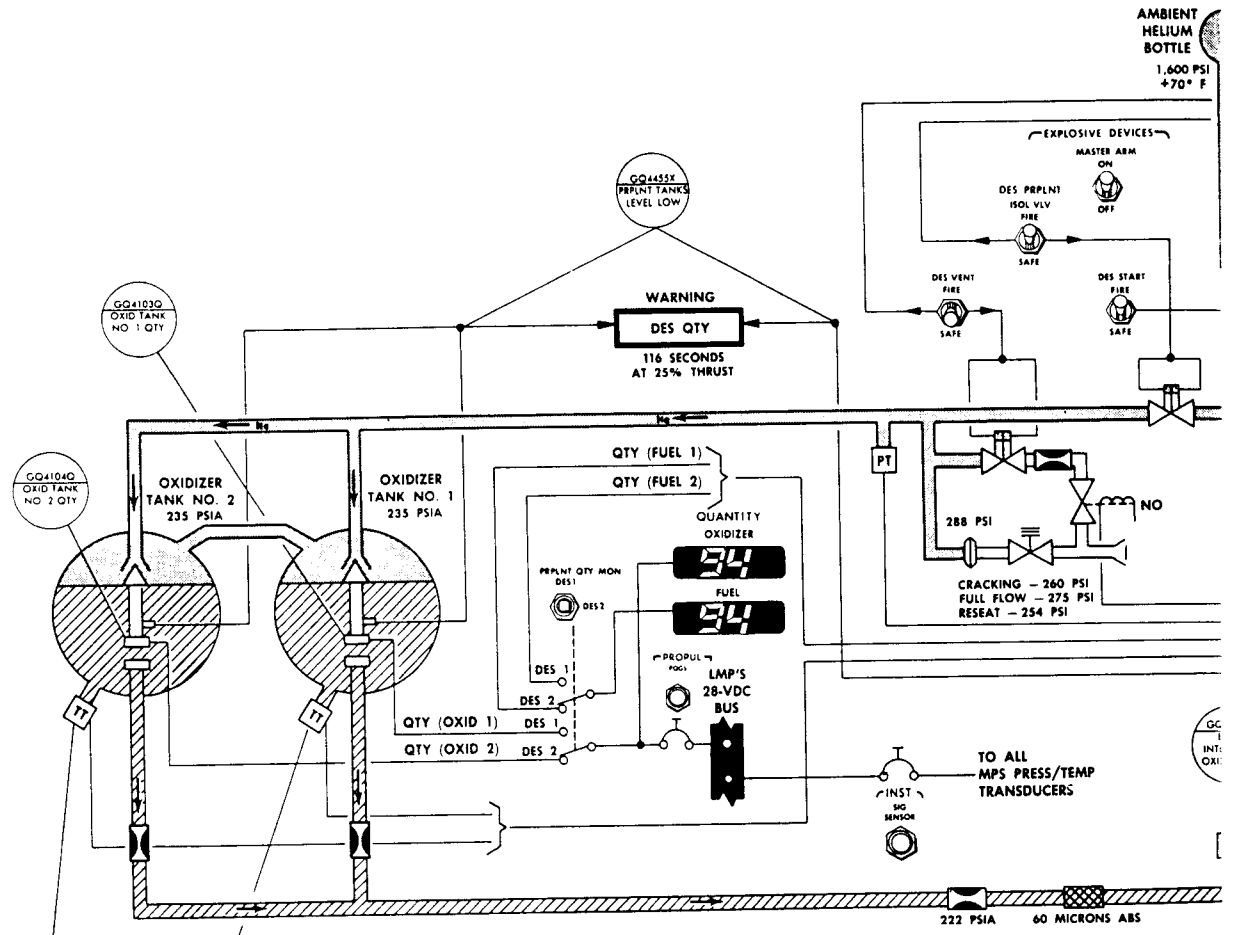 AMBIENT
HELIUM
BOTTLE
1,600 PSI
+70° F
EXPLOSIVE DEVICES
MASTER ARM
ON
OFF
DES PRPLNT
ISOL VLV
FIRE
SAFE
DES VENT
FIRE
SAFE
DES START
FIRE
SAFE
GQ4455X
PRPLNT TANKS
LEVEL LOW
WARNING
DES QTY
116 SECONDS
AT 25% THRUST
GQ4103Q
OXID TANK
NO. 1 QTY
GQ4104Q
OXID TANK
NO. 2 QTY
OXIDIZER
TANK NO. 2
235 PSIA
OXIDIZER
TANK NO. 1
235 PSIA
QTY (FUEL 1)
QTY (FUEL 2)
QUANTITY
OXIDIZER
94
FUEL
94
PRPLNT QTY MON
DES 1
DES 2
PT
288 PSI
NO
CRACKING – 260 PSI
FULL FLOW – 275 PSI
RESEAT – 254 PSI
PROPUL
PQGS
LMP'S
28-VDC
BUS
DES 1
DES 2
QTY (OXID 1) DES 1
QTY (OXID 2) DES 2
TT
TT
TO ALL
MPS PRESS/TEMP
TRANSDUCERS
INST
SIG
SENSOR
222 PSIA
60 MICRONS ABS